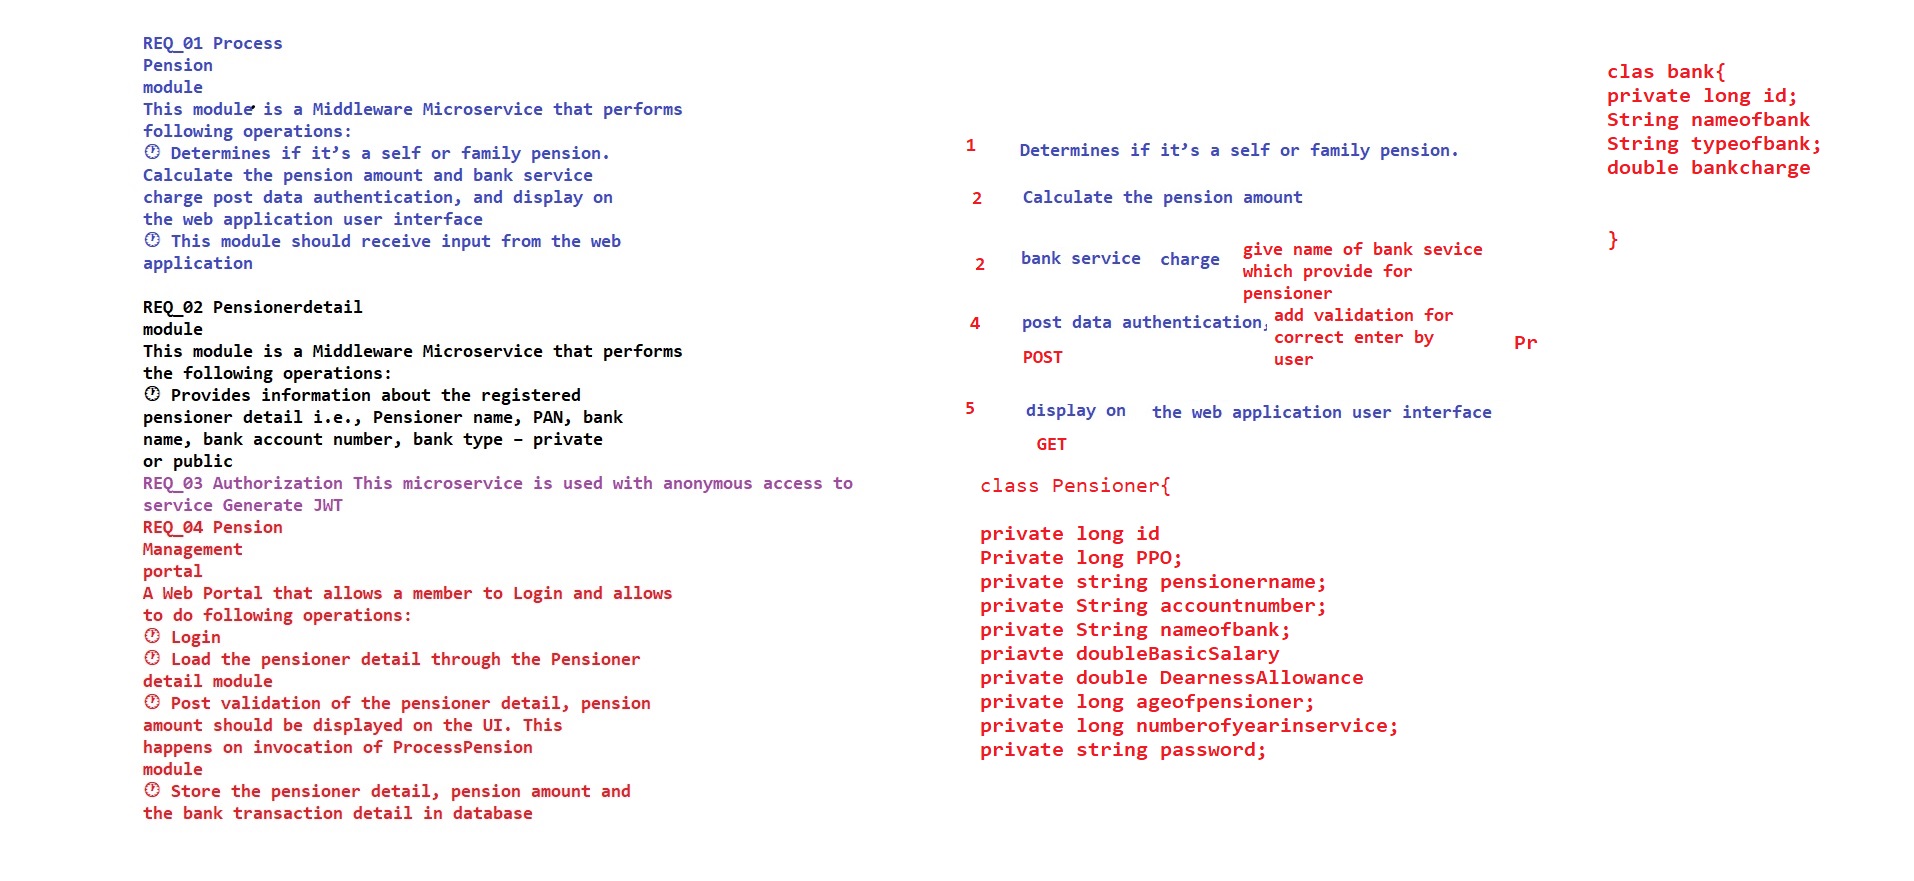 REQ_01 Process
Pension
module
This module is a Middleware Microservice that performs
following operations:
🕐 Determines if it’s a self or family pension.
Calculate the pension amount and bank service
charge post data authentication, and display on
the web application user interface
🕐 This module should receive input from the web
application
REQ_02 Pensionerdetail
module
This module is a Middleware Microservice that performs
the following operations:
🕐 Provides information about the registered
pensioner detail i.e., Pensioner name, PAN, bank
name, bank account number, bank type – private
or public
REQ_03 Authorization This microservice is used with anonymous access to
service Generate JWT
REQ_04 Pension
Management
portal
A Web Portal that allows a member to Login and allows
to do following operations:
🕐 Login
🕐 Load the pensioner detail through the Pensioner
detail module
🕐 Post validation of the pensioner detail, pension
amount should be displayed on the UI. This
happens on invocation of ProcessPension
module
🕐 Store the pensioner detail, pension amount and
the bank transaction detail in database
1 Determines if it’s a self or family pension.
2 Calculate the pension amount
2 bank service charge
give name of bank sevice
which provide for
pensioner
4 post data authentication,
add validation for
correct enter by
user
POST
Pr
5 display on the web application user interface
GET
class Pensioner{
private long id
Private long PPO;
private string pensionername;
private String accountnumber;
private String nameofbank;
priavte doubleBasicSalary
private double DearnessAllowance
private long ageofpensioner;
private long numberofyearinservice;
private string password;
clas bank{
private long id;
String nameofbank
String typeofbank;
double bankcharge
}